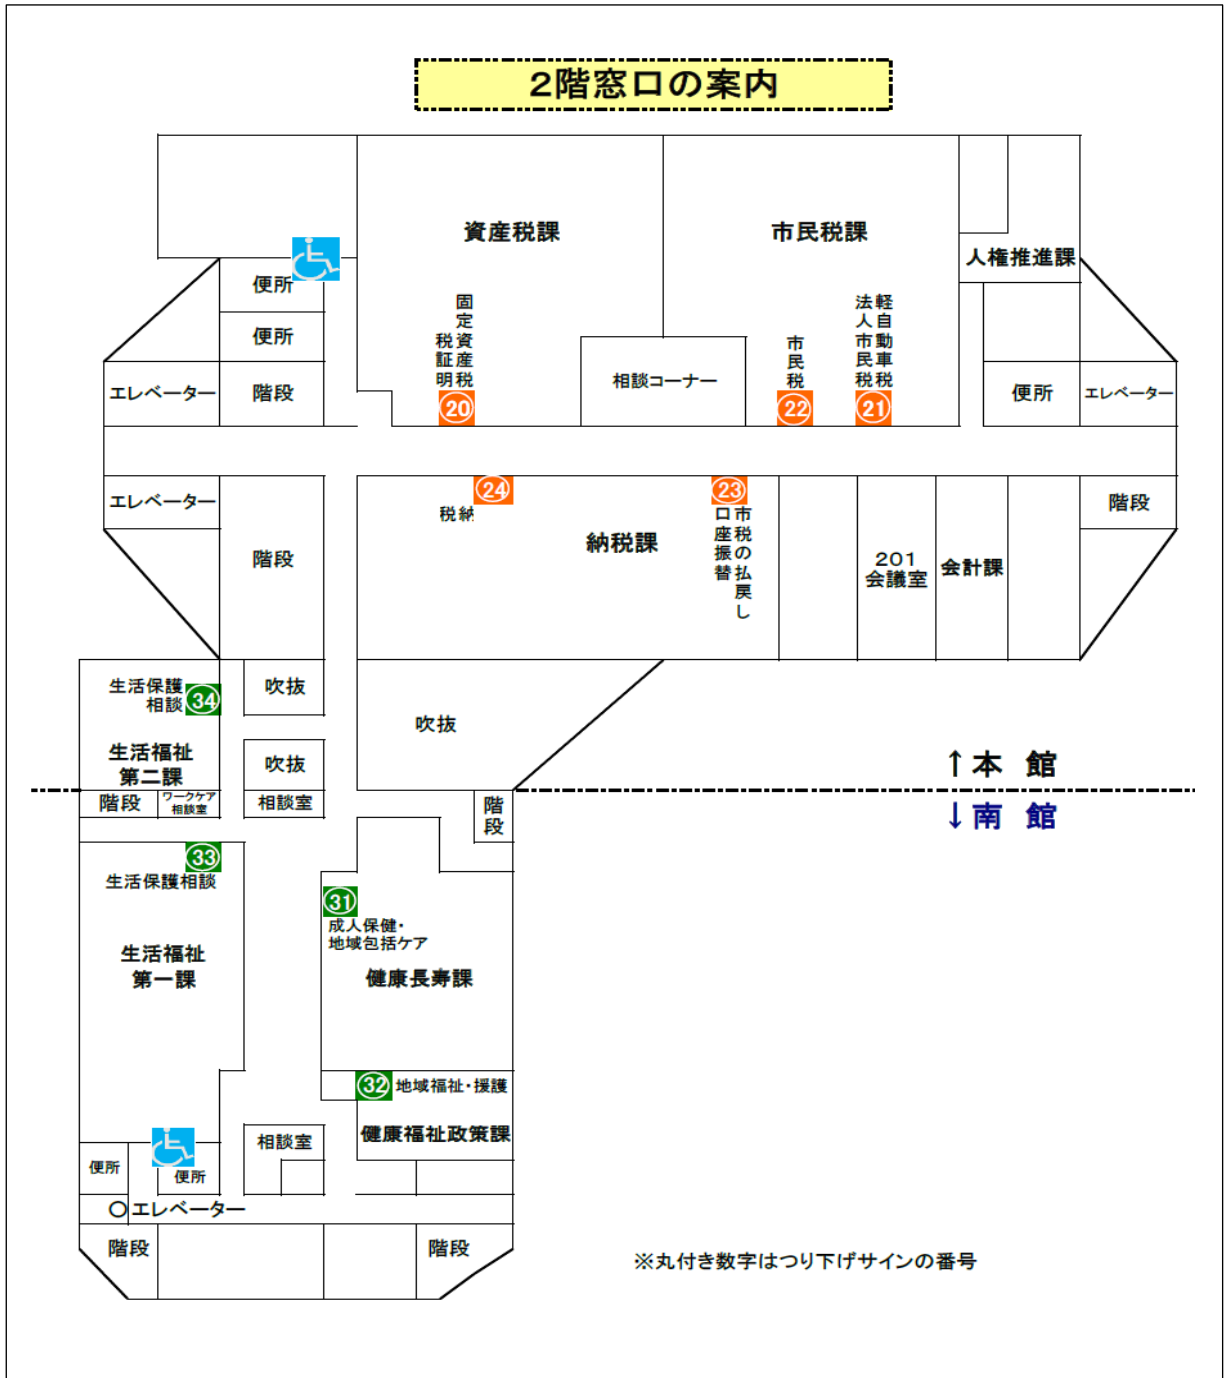 2階窓口の案内
資産税課
市民税課
人権推進課
便所
便所
固定資産税
税証明
20
相談コーナー
市民税
22
軽自動車税
法人市民税
21
エレベーター
階段
便所
エレベーター
エレベーター
階段
24
納税
納税課
23
市税の払戻し
口座振替
201
会議室
会計課
階段
生活保護
相談
34
生活福祉
第二課
吹抜
吹抜
吹抜
↑本 館
↓南 館
階段
ワークケア
相談室
相談室
階段
33
生活保護相談
生活福祉
第一課
31
成人保健・
地域包括ケア
健康長寿課
32
地域福祉・援護
健康福祉政策課
相談室
便所
便所
○エレベーター
階段
階段
※丸付き数字はつり下げサインの番号